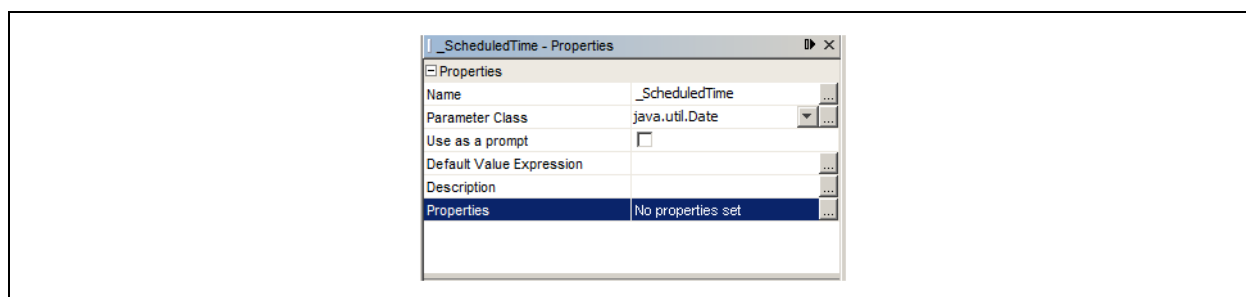 _ScheduledTime - Properties
Properties
Name _ScheduledTime ...
Parameter Class java.util.Date ...
Use as a prompt
Default Value Expression ...
Description ...
Properties No properties set ...